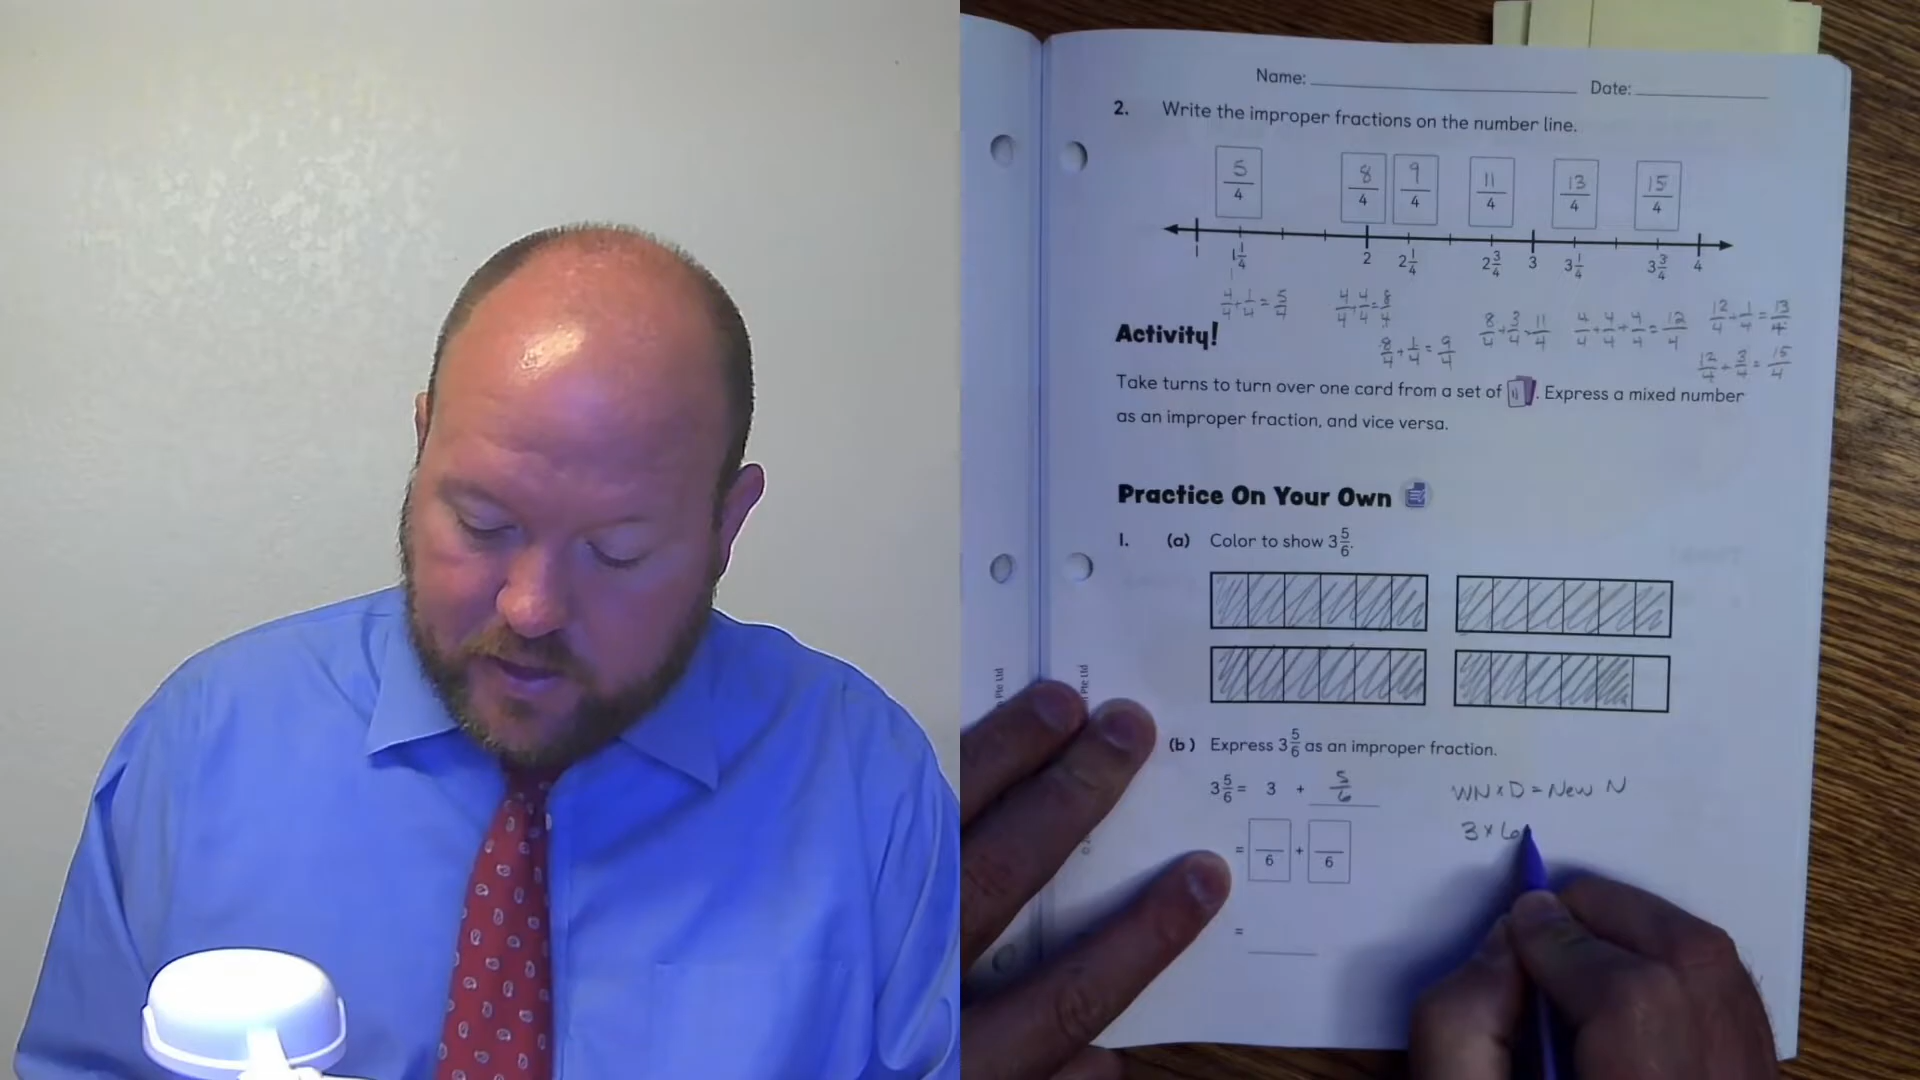 Name: Date:
2. Write the improper fractions on the number line.
5/4 8/4 9/4 11/4 13/4 15/4
1 1 1/4 2 2 1/4 2 3/4 3 3 1/4 3 3/4 4
4/4 + 1/4 = 5/4 4/4 + 4/4 = 8/4 8/4 + 3/4 = 11/4 4/4 + 4/4 + 4/4 = 12/4 12/4 + 1/4 = 13/4
8/4 + 1/4 = 9/4 12/4 + 3/4 = 15/4
Activity!
Take turns to turn over one card from a set of . Express a mixed number
as an improper fraction, and vice versa.
Practice On Your Own
1. (a) Color to show 3 5/6.
Pte Ltd
Pte Ltd
(b) Express 3 5/6 as an improper fraction.
3 5/6 = 3 + 5/6 WN × D = New N
= /6 + /6 3 × 6
=